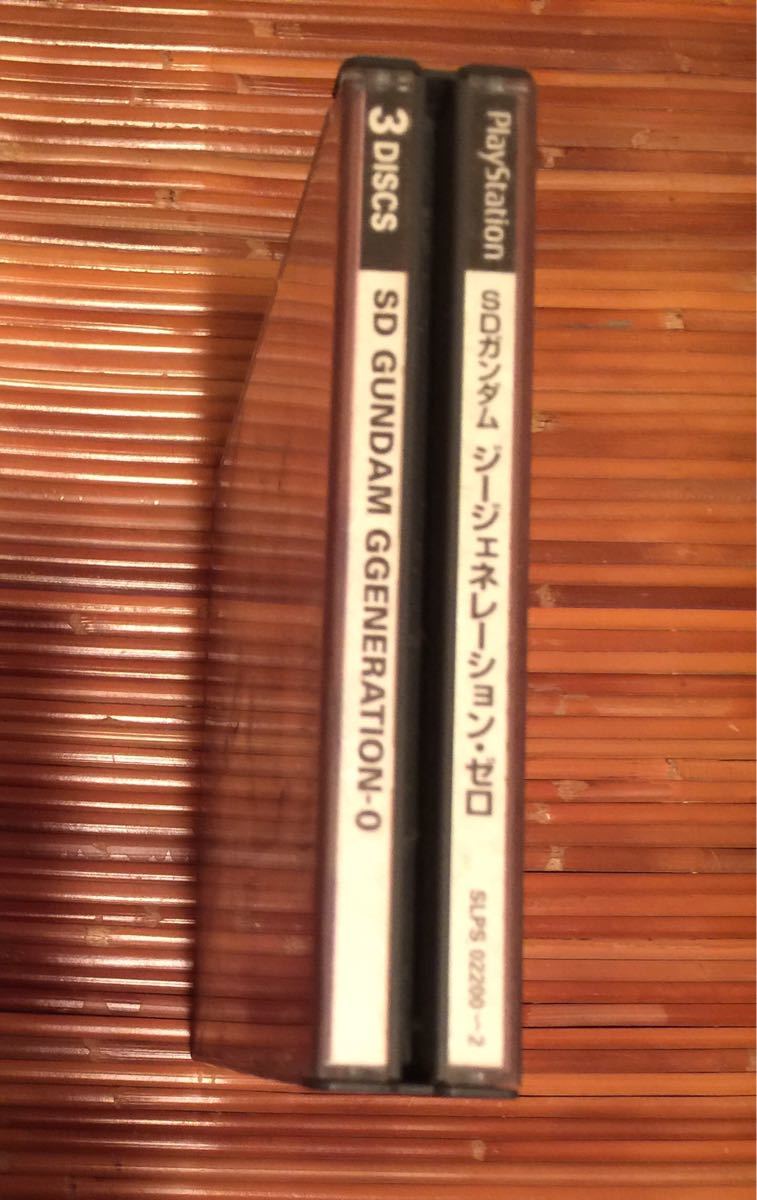 PlayStation SDガンダム ジージェネレーション・ゼロ SLPS 02200~2
3 DISCS SD GUNDAM GGENERATION-0